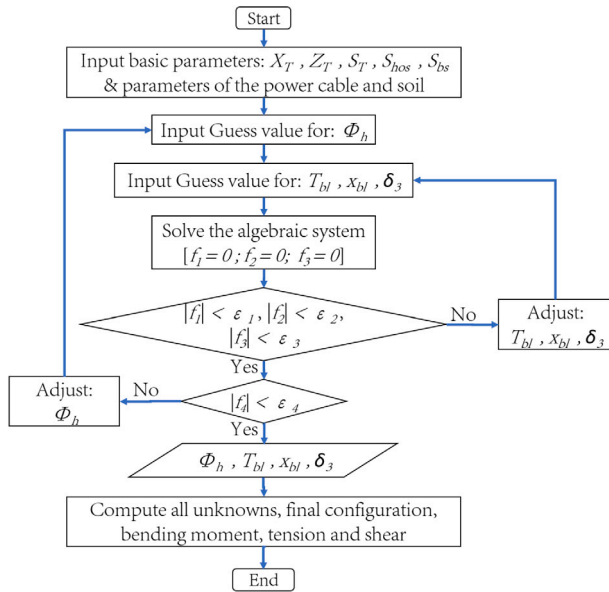 Start
Input basic parameters: X_T , Z_T , S_T , S_hos , S_bs
& parameters of the power cable and soil
Input Guess value for: Φ_h
Input Guess value for: T_bl , x_bl , δ_3
Solve the algebraic system
[f_1=0 ; f_2=0; f_3=0]
|f_1| < ε_1 , |f_2| < ε_2 ,
|f_3| < ε_3
No
Adjust:
T_bl , x_bl , δ_3
Yes
|f_4| < ε_4
No
Adjust:
Φ_h
Yes
Φ_h , T_bl , x_bl , δ_3
Compute all unknowns, final configuration,
bending moment, tension and shear
End